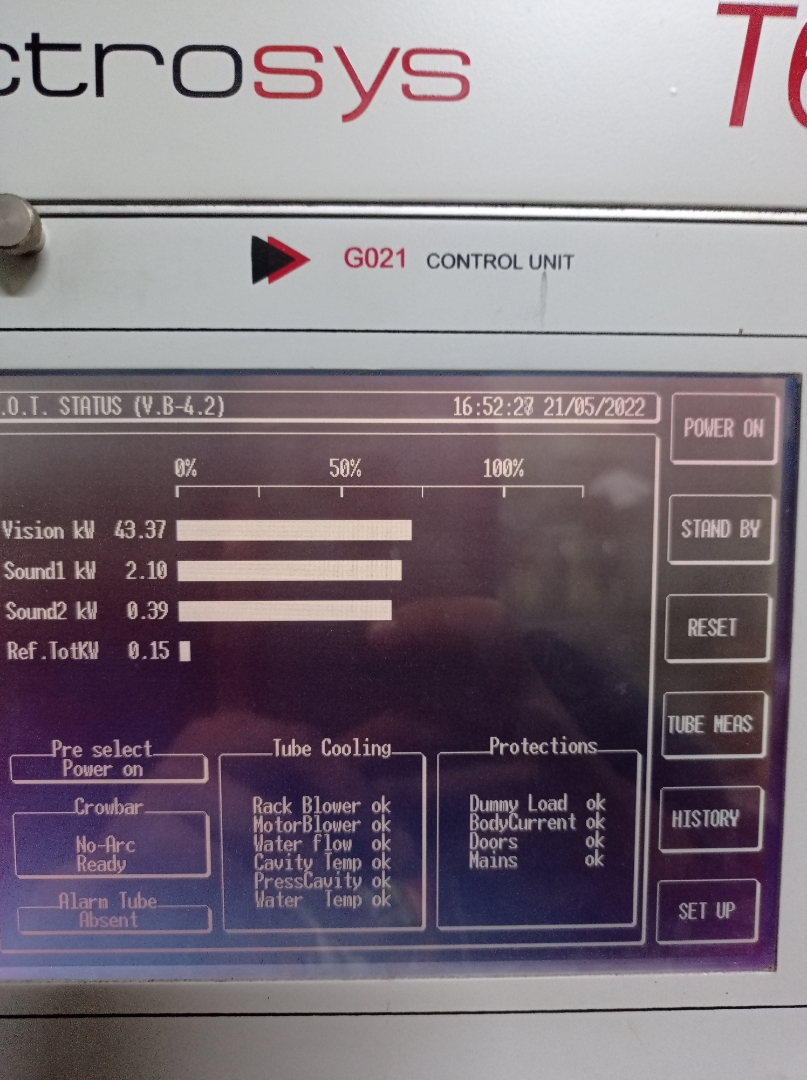 ctrosys
T6
G021 CONTROL UNIT
.O.T. STATUS (V.B-4.2) 16:52:28 21/05/2022
0% 50% 100%
Vision kW 43.37
Sound1 kW 2.10
Sound2 kW 0.39
Ref.TotKW 0.15
POWER ON
STAND BY
RESET
TUBE MEAS
HISTORY
SET UP
Pre select
Power on
Crowbar
No-Arc
Ready
Alarm Tube
Absent
Tube Cooling
Rack Blower ok
MotorBlower ok
Water flow ok
Cavity Temp ok
PressCavity ok
Water Temp ok
Protections
Dummy Load ok
BodyCurrent ok
Doors ok
Mains ok